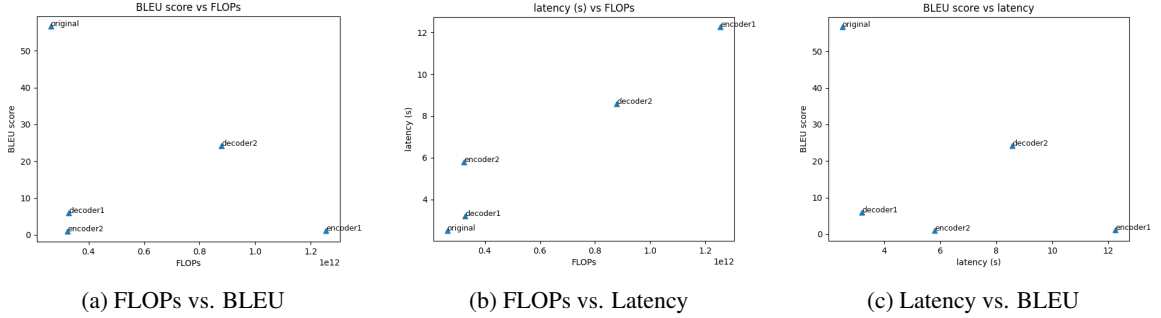 BLEU score vs FLOPs
BLEU score
50
40
30
20
10
0
original
decoder2
decoder1
encoder2
encoder1
0.4
0.6
0.8
1.0
1.2
1e12
FLOPs
(a) FLOPs vs. BLEU
latency (s) vs FLOPs
latency (s)
12
10
8
6
4
encoder1
decoder2
encoder2
decoder1
original
0.4
0.6
0.8
1.0
1.2
1e12
FLOPs
(b) FLOPs vs. Latency
BLEU score vs latency
BLEU score
50
40
30
20
10
0
original
decoder2
decoder1
encoder2
encoder1
4
6
8
10
12
latency (s)
(c) Latency vs. BLEU